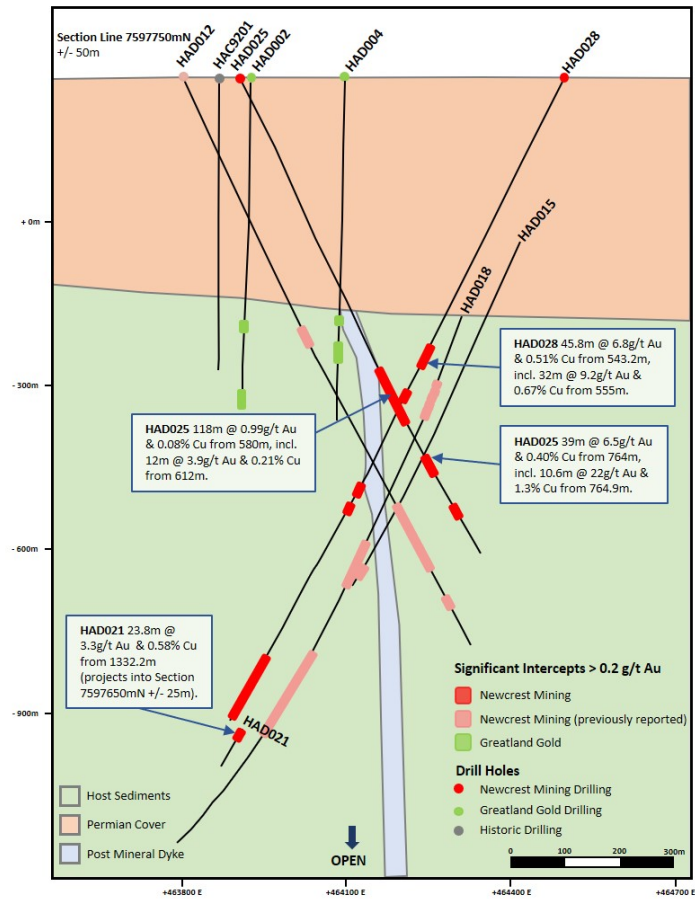 Section Line 7597750mN
+/- 50m
HAD012
HAC9201
HAD025
HAD002
HAD004
HAD028
+ 0m
HAD015
HAD018
HAD028 45.8m @ 6.8g/t Au
& 0.51% Cu from 543.2m,
incl. 32m @ 9.2g/t Au &
0.67% Cu from 555m.
- 300m
HAD025 118m @ 0.99g/t Au
& 0.08% Cu from 580m, incl.
12m @ 3.9g/t Au & 0.21% Cu
from 612m.
HAD025 39m @ 6.5g/t Au
& 0.40% Cu from 764m,
incl. 10.6m @ 22g/t Au &
1.3% Cu from 764.9m.
- 600m
HAD021 23.8m @
3.3g/t Au & 0.58% Cu
from 1332.2m
(projects into Section
7597650mN +/- 25m).
- 900m
HAD021
Significant Intercepts > 0.2 g/t Au
Newcrest Mining
Newcrest Mining (previously reported)
Greatland Gold
Drill Holes
Newcrest Mining Drilling
Greatland Gold Drilling
Historic Drilling
Host Sediments
Permian Cover
Post Mineral Dyke
OPEN
0 100 200 300m
+463800 E
+464100 E
+464400 E
+464700 E